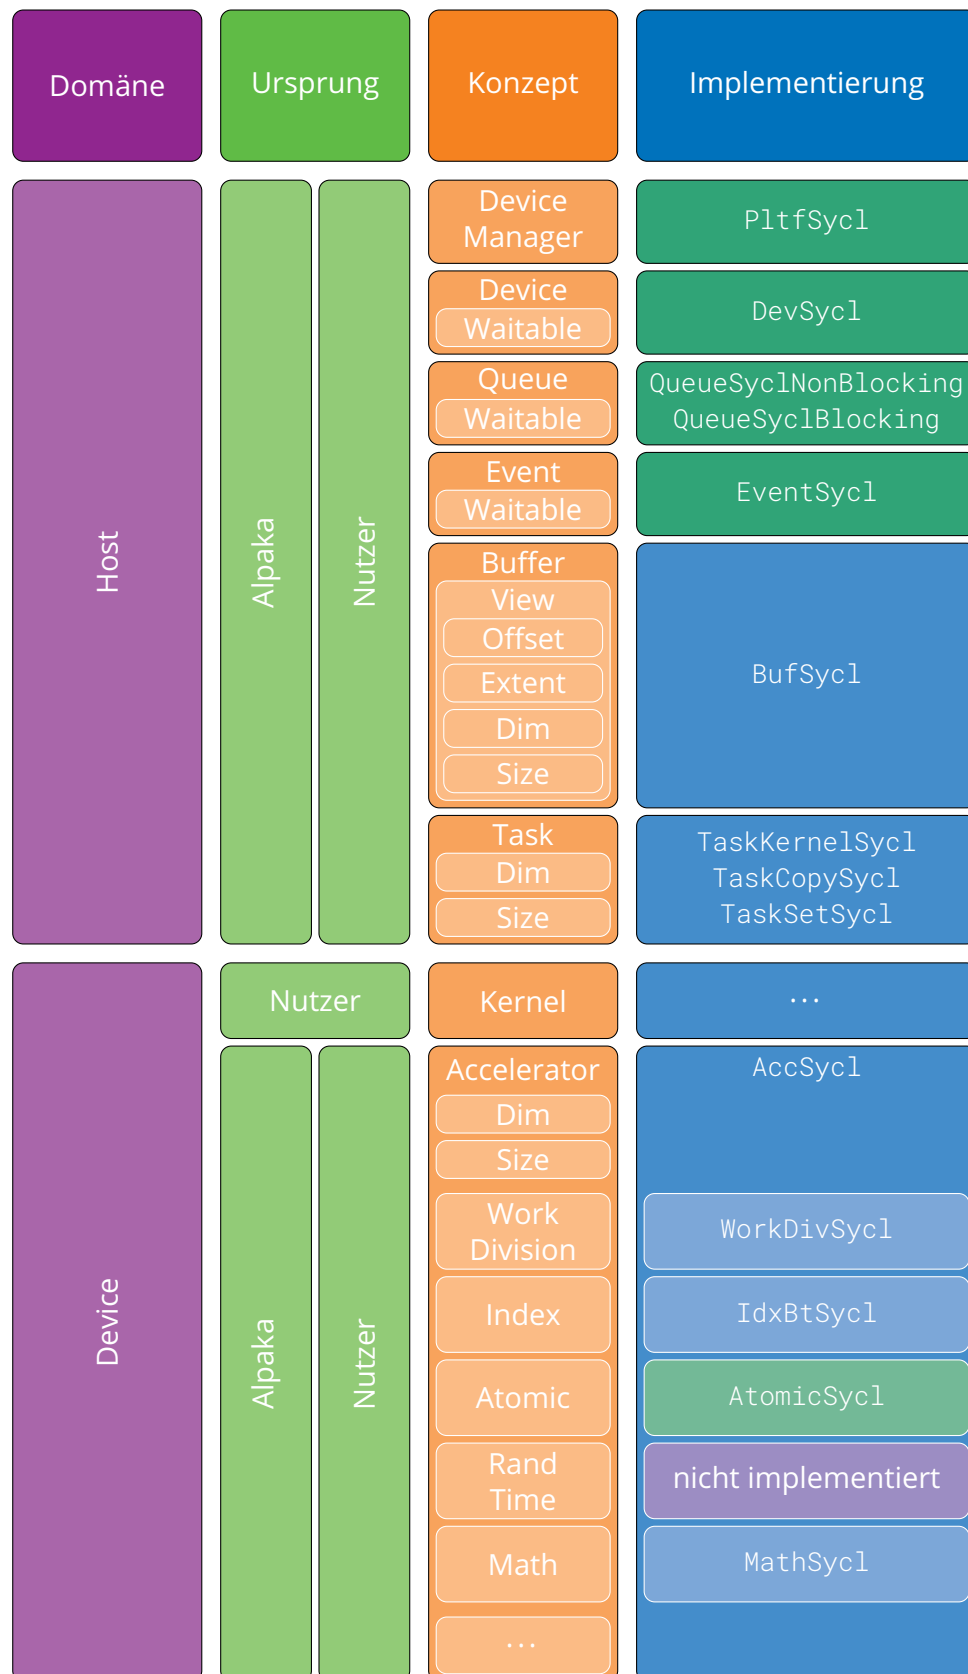 Domäne
Ursprung
Konzept
Implementierung
Host
Alpaka
Nutzer
Device
Manager
PltfSycl
Device
Waitable
DevSycl
Queue
Waitable
QueueSyclNonBlocking
QueueSyclBlocking
Event
Waitable
EventSycl
Buffer
View
Offset
Extent
Dim
Size
BufSycl
Task
Dim
Size
TaskKernelSycl
TaskCopySycl
TaskSetSycl
Device
Nutzer
Kernel
...
Alpaka
Nutzer
Accelerator
Dim
Size
AccSycl
Work
Division
WorkDivSycl
Index
IdxBtSycl
Atomic
AtomicSycl
Rand
Time
nicht implementiert
Math
MathSycl
...